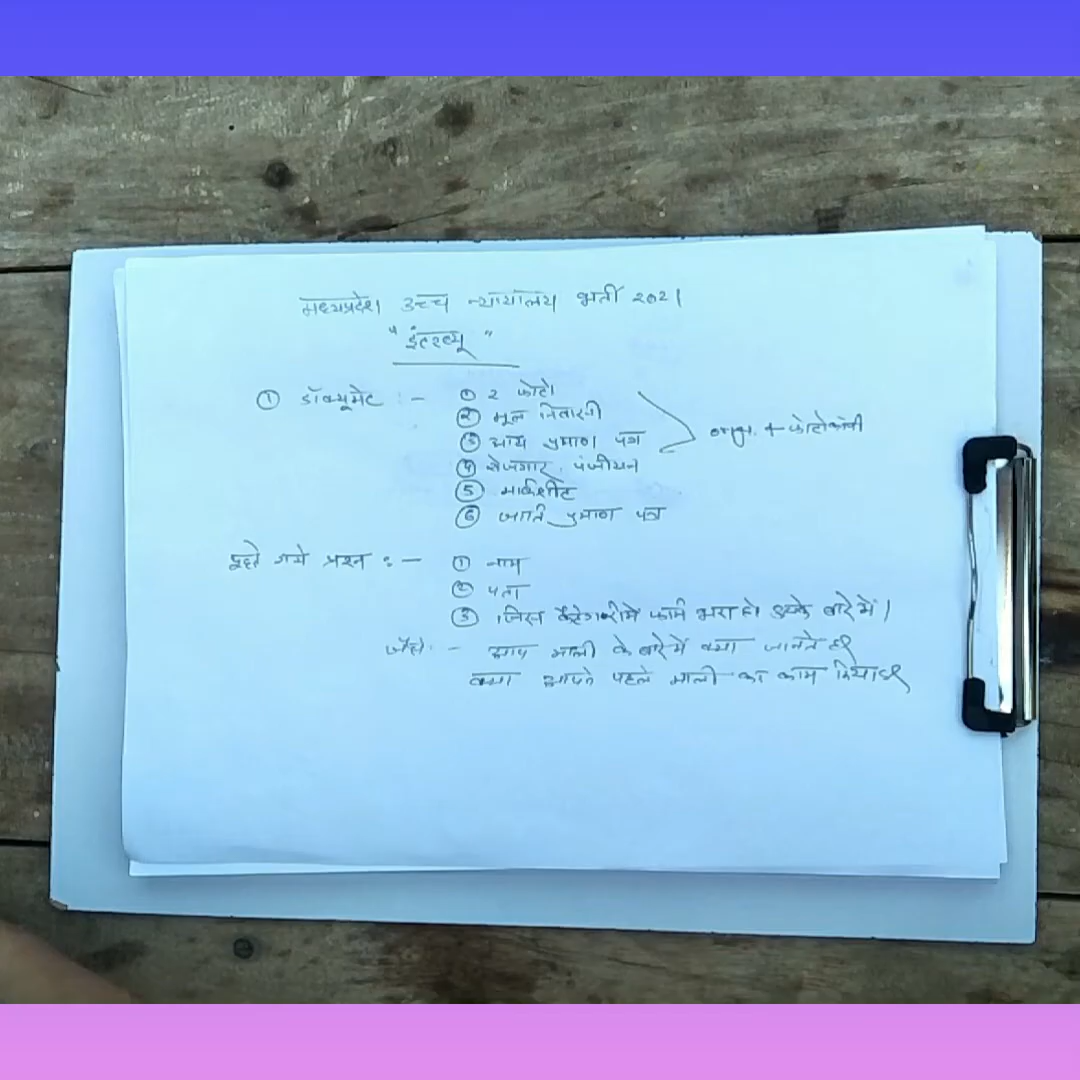 मध्यप्रदेश उच्च न्यायालय भर्ती 2021
"इंटरव्यू"
① डॉक्यूमेंट :- ① 2 फोटो
② मूल निवासी
③ आय प्रमाण पत्र
orign. + फोटोकॉपी
④ रोजगार पंजीयन
⑤ मार्कशीट
⑥ जाति प्रमाण पत्र
पूछे गये प्रश्न :- ① नाम
② पता
③ जिस कैटेगरी में फार्म भरा हो उसके बारे में।
जैसे :- आप माली के बारे में क्या जानते है
क्या आपने पहले माली का काम किया है